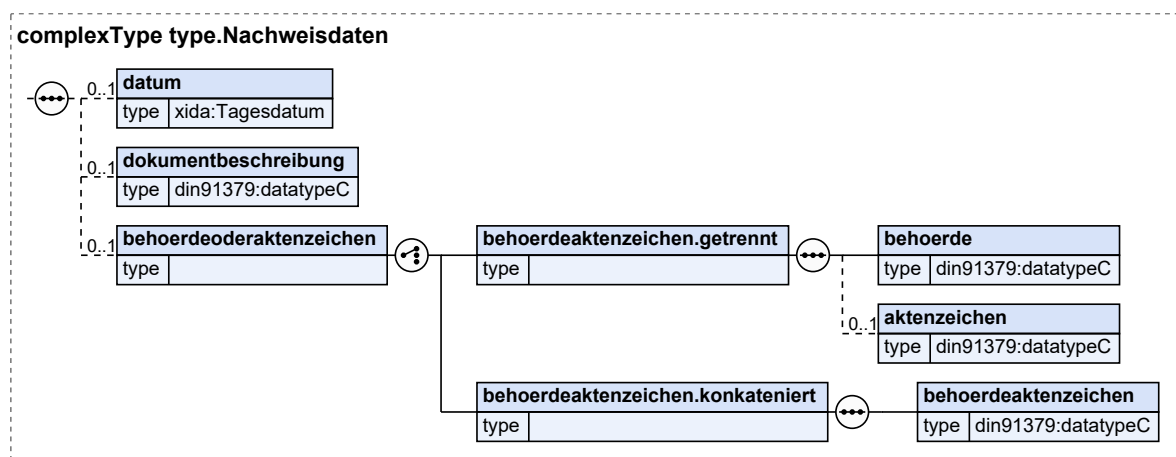 complexType type.Nachweisdaten
0..1
datum
type xida:Tagesdatum
0..1
dokumentbeschreibung
type din91379:datatypeC
0..1
behoerdeoderaktenzeichen
type
behoerdeaktenzeichen.getrennt
type
behoerde
type din91379:datatypeC
0..1
aktenzeichen
type din91379:datatypeC
behoerdeaktenzeichen.konkateniert
type
behoerdeaktenzeichen
type din91379:datatypeC